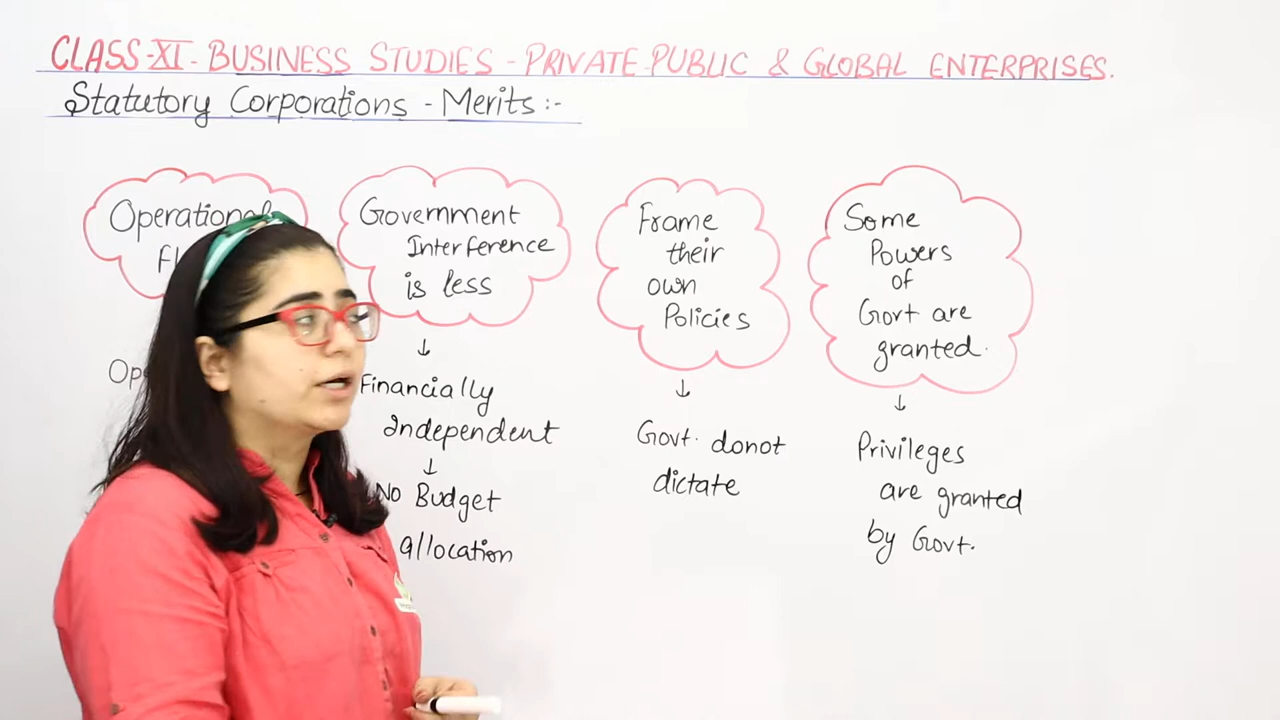 CLASS-XI- BUSINESS STUDIES - PRIVATE PUBLIC & GLOBAL ENTERPRISES.
Statutory Corporations - Merits :-
Operational
Government
Interference
is less
↓
Financially
Independent
↓
No Budget
allocation
Frame
their
own
Policies
↓
Govt. donot
dictate
Some
Powers
of
Govt are
granted.
↓
Privileges
are granted
by Govt.